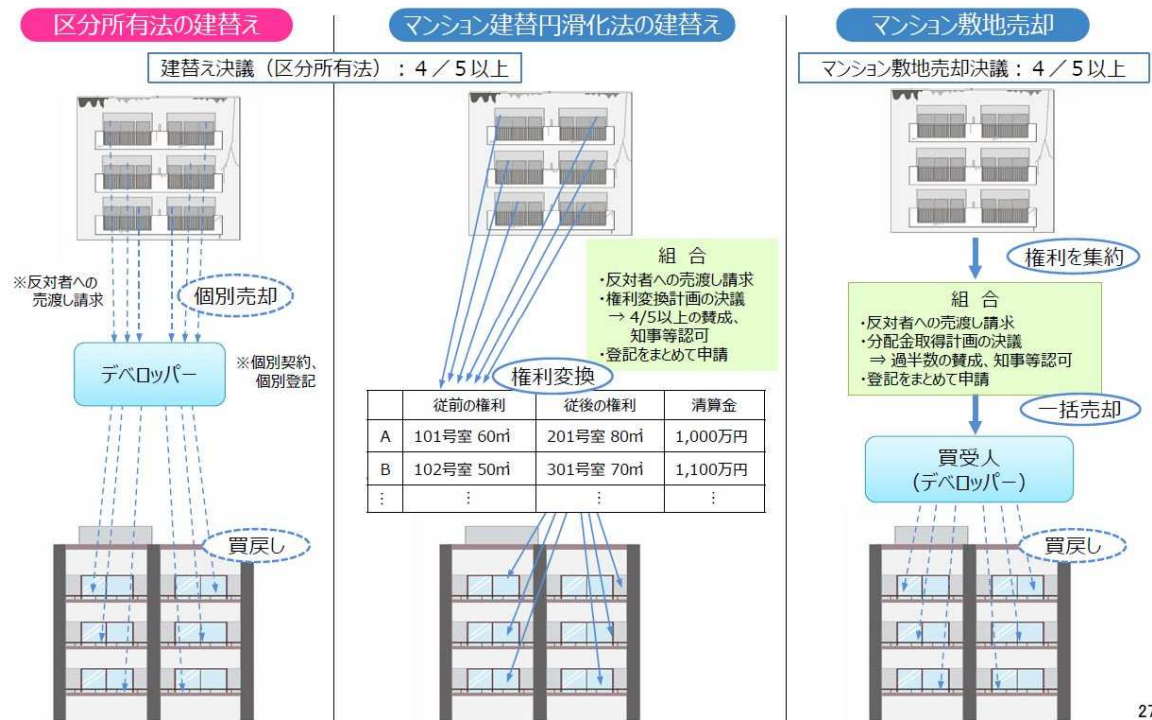 区分所有法の建替え
マンション建替円滑化法の建替え
マンション敷地売却
建替え決議（区分所有法）：４／５以上
マンション敷地売却決議：４／５以上
※反対者への
売渡し請求
個別売却
デベロッパー
※個別契約、
個別登記
買戻し
組　合
・反対者への売渡し請求
・権利変換計画の決議
⇒ 4/5以上の賛成、
知事等認可
・登記をまとめて申請
権利変換
従前の権利 従後の権利 清算金
A 101号室 60㎡ 201号室 80㎡ 1,000万円
B 102号室 50㎡ 301号室 70㎡ 1,100万円
⋮ ⋮ ⋮ ⋮
権利を集約
組　合
・反対者への売渡し請求
・分配金取得計画の決議
⇒ 過半数の賛成、知事等認可
・登記をまとめて申請
一括売却
買受人
（デベロッパー）
買戻し
27